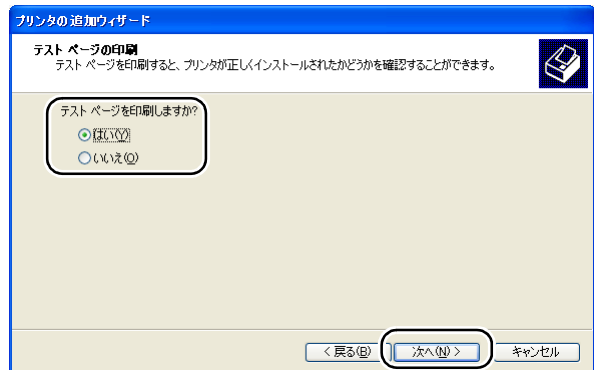 プリンタの追加ウィザード
テスト ページの印刷
テスト ページを印刷すると、プリンタが正しくインストールされたかどうかを確認することができます。
テスト ページを印刷しますか?
はい(Y)
いいえ(O)
< 戻る(B)
次へ(N) >
キャンセル